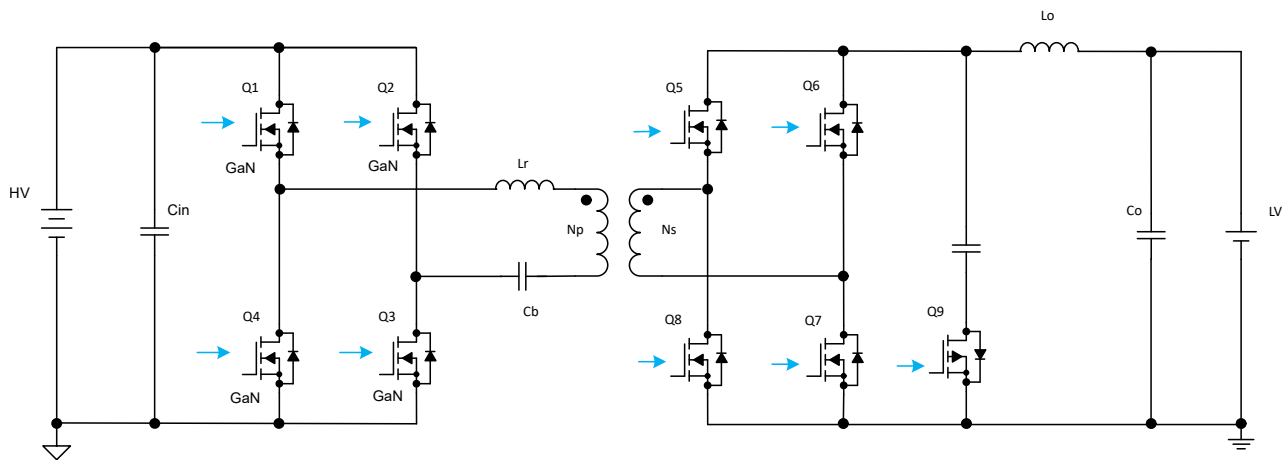 Lo
Q1
Q2
Q5
Q6
GaN
GaN
Lr
HV
Cin
Np
Ns
Co
LV
Cb
Q4
Q3
Q8
Q7
Q9
GaN
GaN